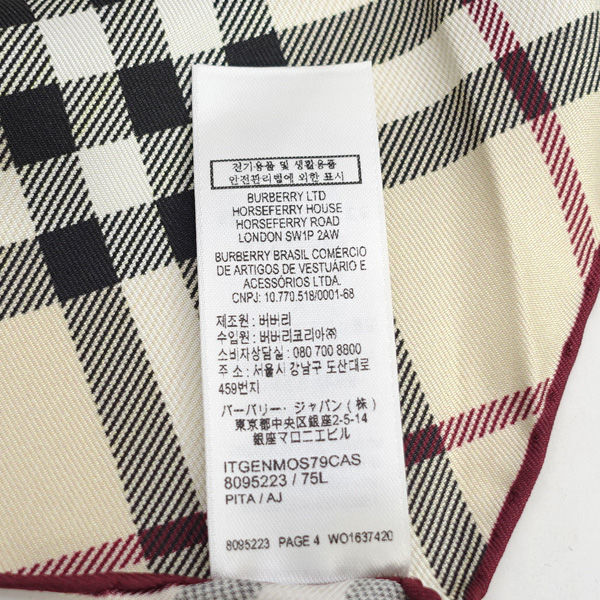 전기용품 및 생활용품
안전관리법에 의한 표시
BURBERRY LTD
HORSEFERRY HOUSE
HORSEFERRY ROAD
LONDON SW1P 2AW
BURBERRY BRASIL COMÉRCIO
DE ARTIGOS DE VESTUÁRIO E
ACESSÓRIOS LTDA.
CNPJ: 10.770.518/0001-68
제조원 : 버버리
수입원 : 버버리코리아㈜
소비자상담실 : 080 700 8800
주소 : 서울시 강남구 도산대로
459번지
バーバリー・ジャパン(株)
東京都中央区銀座2-5-14
銀座マロニエビル
ITGENMOS79CAS
8095223 / 75L
PITA / AJ
8095223 PAGE 4 WO1637420